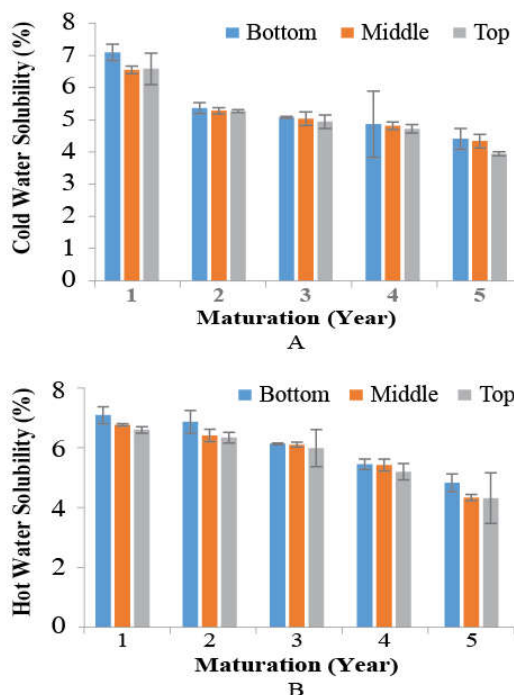 Cold Water Solubility (%)
8
7
6
5
4
3
2
1
0
Bottom Middle Top
1 2 3 4 5
Maturation (Year)
A
Hot Water Solubility (%)
8
6
4
2
0
Bottom Middle Top
1 2 3 4 5
Maturation (Year)
B